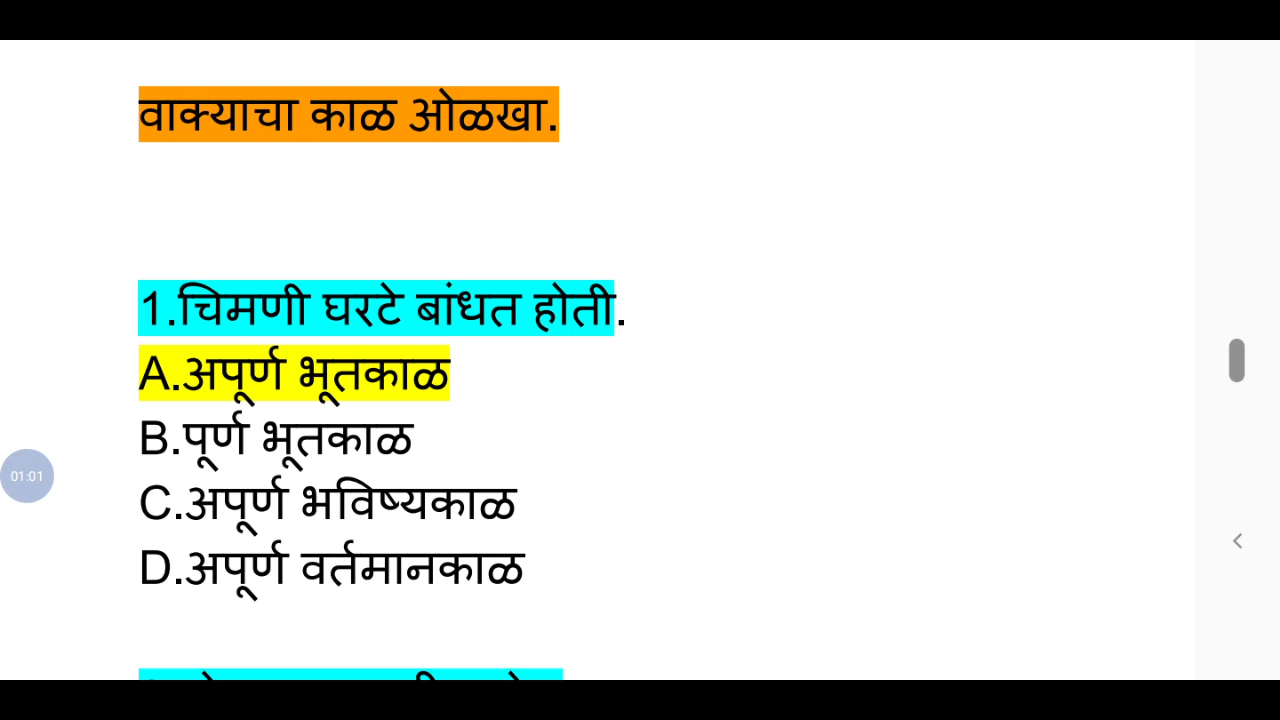 वाक्याचा काळ ओळखा.
1.चिमणी घरटे बांधत होती.
A.अपूर्ण भूतकाळ
B.पूर्ण भूतकाळ
01:01
C.अपूर्ण भविष्यकाळ
D.अपूर्ण वर्तमानकाळ